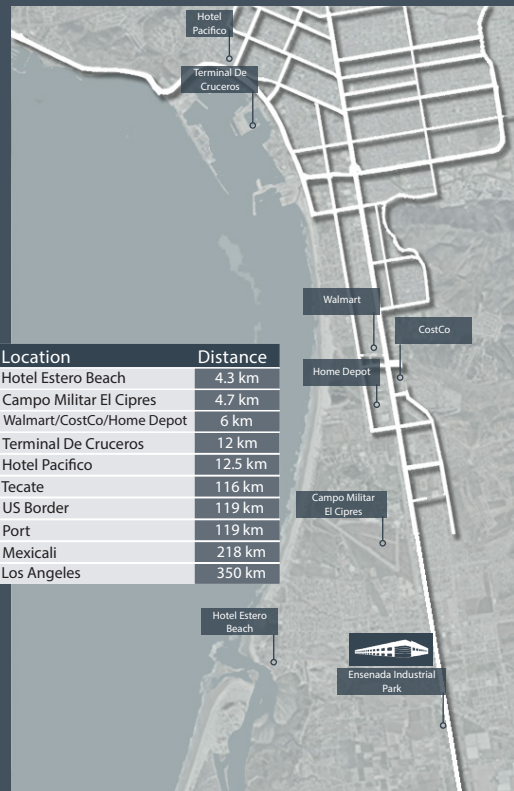 Hotel
Pacifico
Terminal De
Cruceros
Walmart
CostCo
Home Depot
Location Distance
Hotel Estero Beach 4.3 km
Campo Militar El Cipres 4.7 km
Walmart/CostCo/Home Depot 6 km
Terminal De Cruceros 12 km
Hotel Pacifico 12.5 km
Tecate 116 km
US Border 119 km
Port 119 km
Mexicali 218 km
Los Angeles 350 km
Campo Militar
El Cipres
Hotel Estero
Beach
Ensenada Industrial
Park